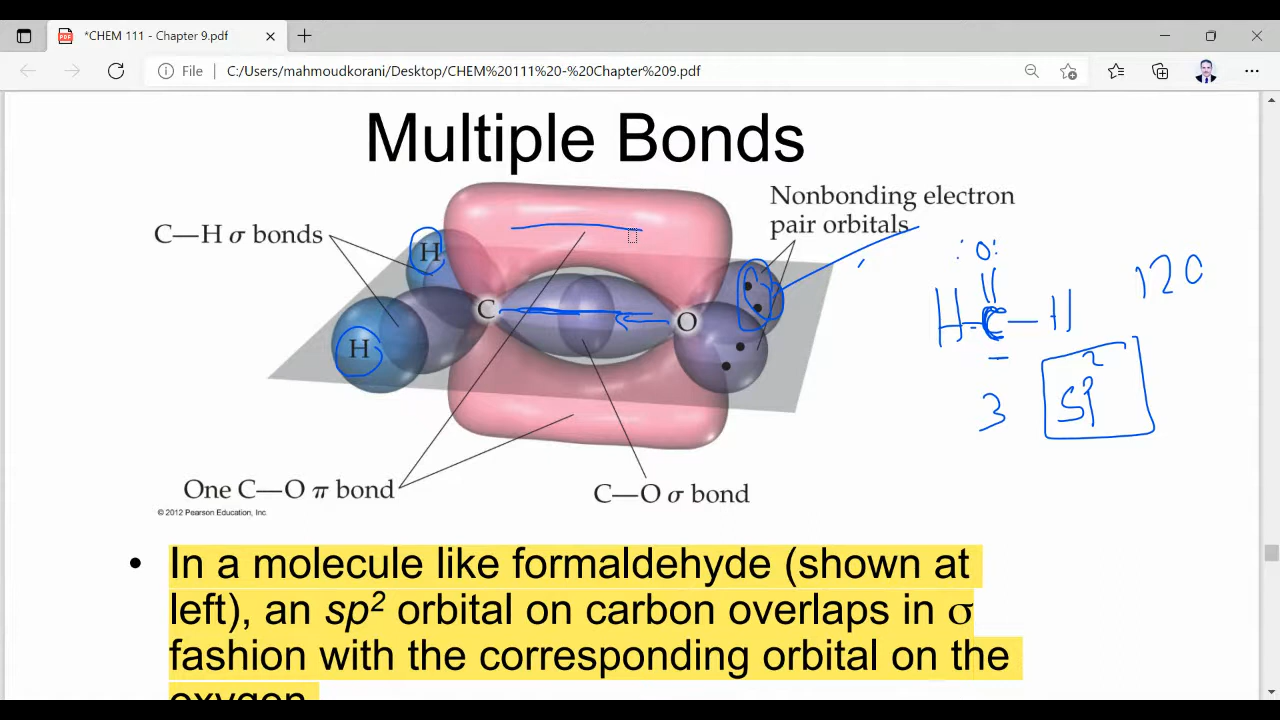 *CHEM 111 - Chapter 9.pdf
File C:/Users/mahmoudkorani/Desktop/CHEM%20111%20-%20Chapter%209.pdf
Multiple Bonds
Nonbonding electron
pair orbitals
C—H σ bonds
H
C
O
H
:O:
||
H-C-H
120
3
sp²
One C—O π bond
C—O σ bond
© 2012 Pearson Education, Inc.
• In a molecule like formaldehyde (shown at
left), an sp² orbital on carbon overlaps in σ
fashion with the corresponding orbital on the
oxygen